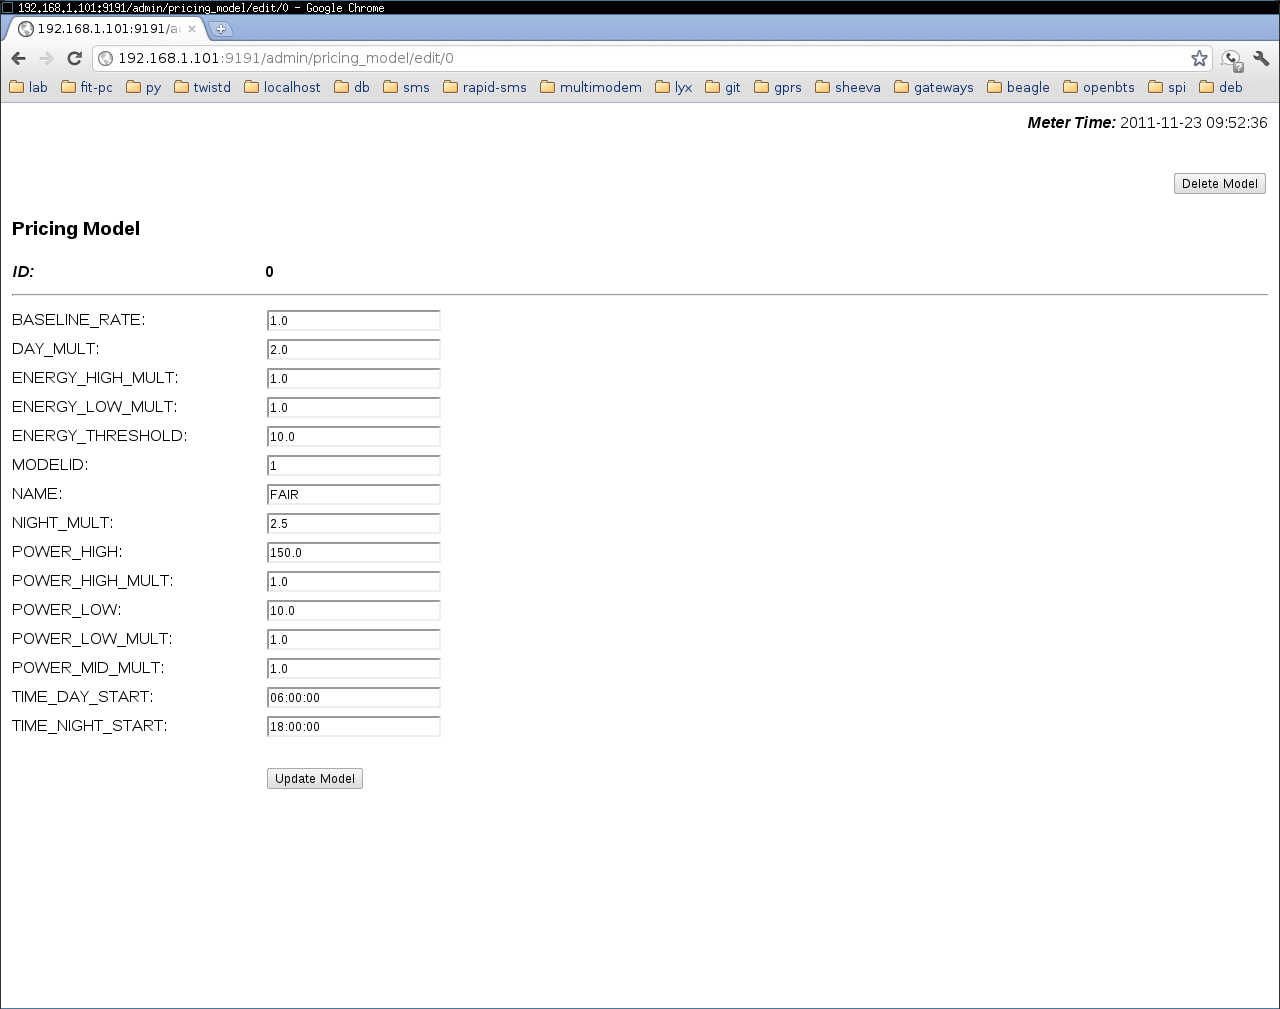 192.168.1.101:9191/admin/pricing_model/edit/0 - Google Chrome
192.168.1.101:9191/ad
192.168.1.101:9191/admin/pricing_model/edit/0
lab fit-pc py twistd localhost db sms rapid-sms multimodem lyx git gprs sheeva gateways beagle openbts spi deb
Meter Time: 2011-11-23 09:52:36
Delete Model
Pricing Model
ID: 0
BASELINE_RATE: 1.0
DAY_MULT: 2.0
ENERGY_HIGH_MULT: 1.0
ENERGY_LOW_MULT: 1.0
ENERGY_THRESHOLD: 10.0
MODELID: 1
NAME: FAIR
NIGHT_MULT: 2.5
POWER_HIGH: 150.0
POWER_HIGH_MULT: 1.0
POWER_LOW: 10.0
POWER_LOW_MULT: 1.0
POWER_MID_MULT: 1.0
TIME_DAY_START: 06:00:00
TIME_NIGHT_START: 18:00:00
Update Model